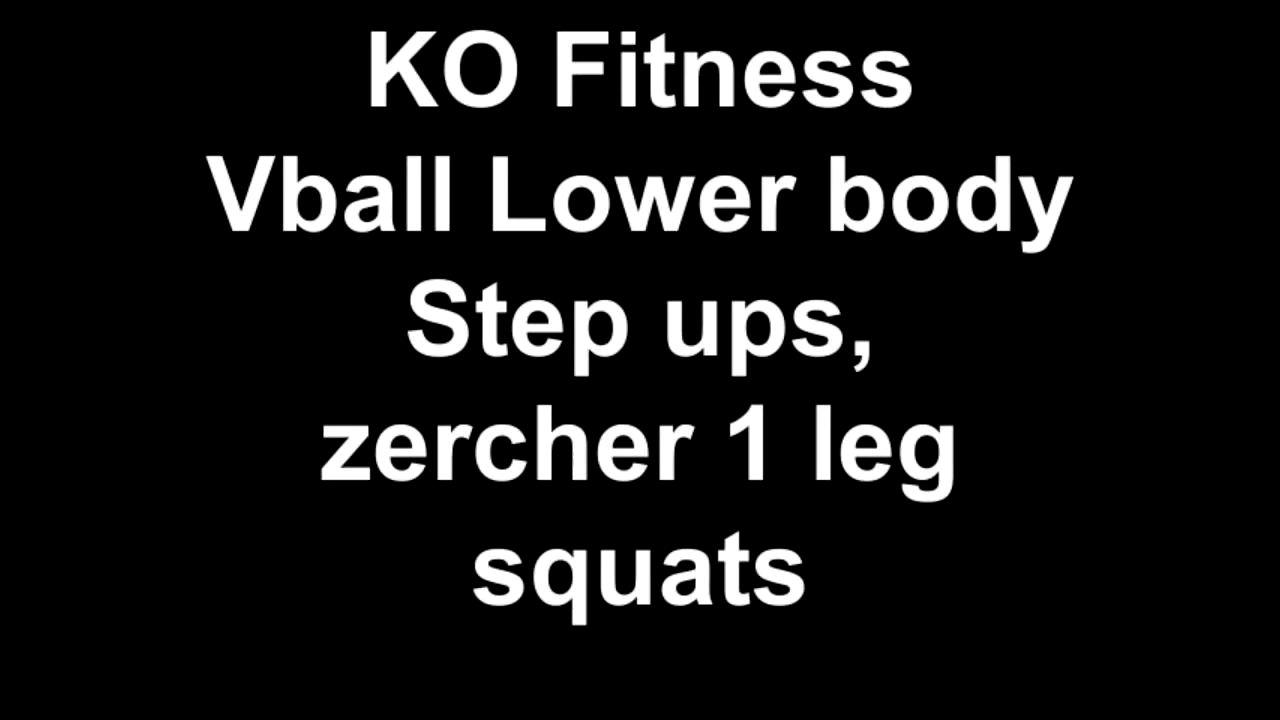 KO Fitness
Vball Lower body
Step ups,
zercher 1 leg
squats